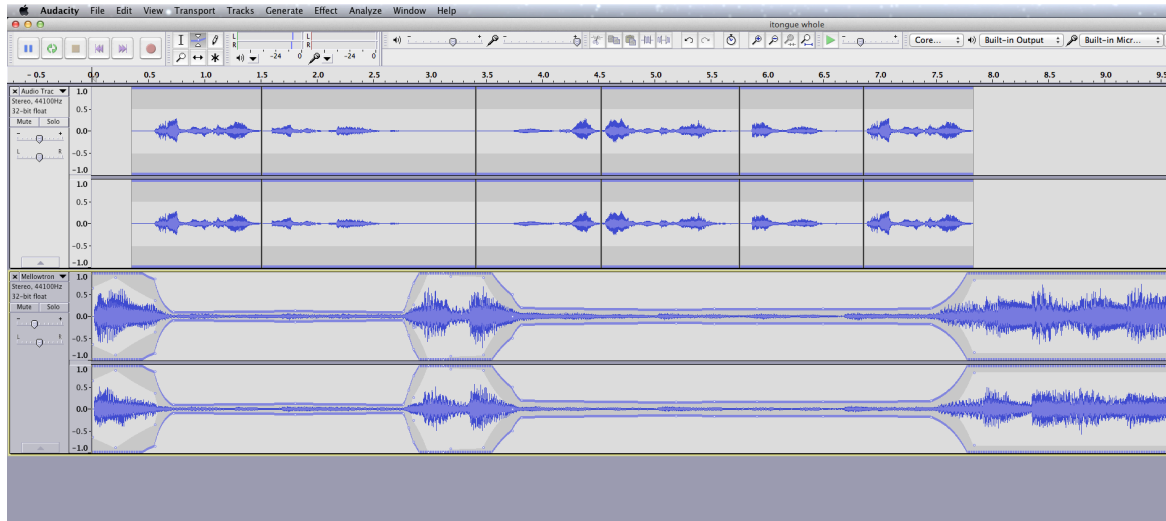 Audacity File Edit View Transport Tracks Generate Effect Analyze Window Help
itongue whole
L L
R R
-24 0 -24 0
Core... Built-in Output Built-in Micr...
-0.5 0.0 0.5 1.0 1.5 2.0 2.5 3.0 3.5 4.0 4.5 5.0 5.5 6.0 6.5 7.0 7.5 8.0 8.5 9.0 9.5
× Audio Trac ▼ 1.0
Stereo, 44100Hz
32-bit float 0.5-
Mute Solo
- + 0.0-
L R -0.5-
-1.0
1.0
0.5-
0.0-
-0.5-
-1.0
× Mellowtron ▼ 1.0
Stereo, 44100Hz
32-bit float 0.5-
Mute Solo
- + 0.0-
L R -0.5-
-1.0
1.0
0.5-
0.0-
-0.5-
-1.0